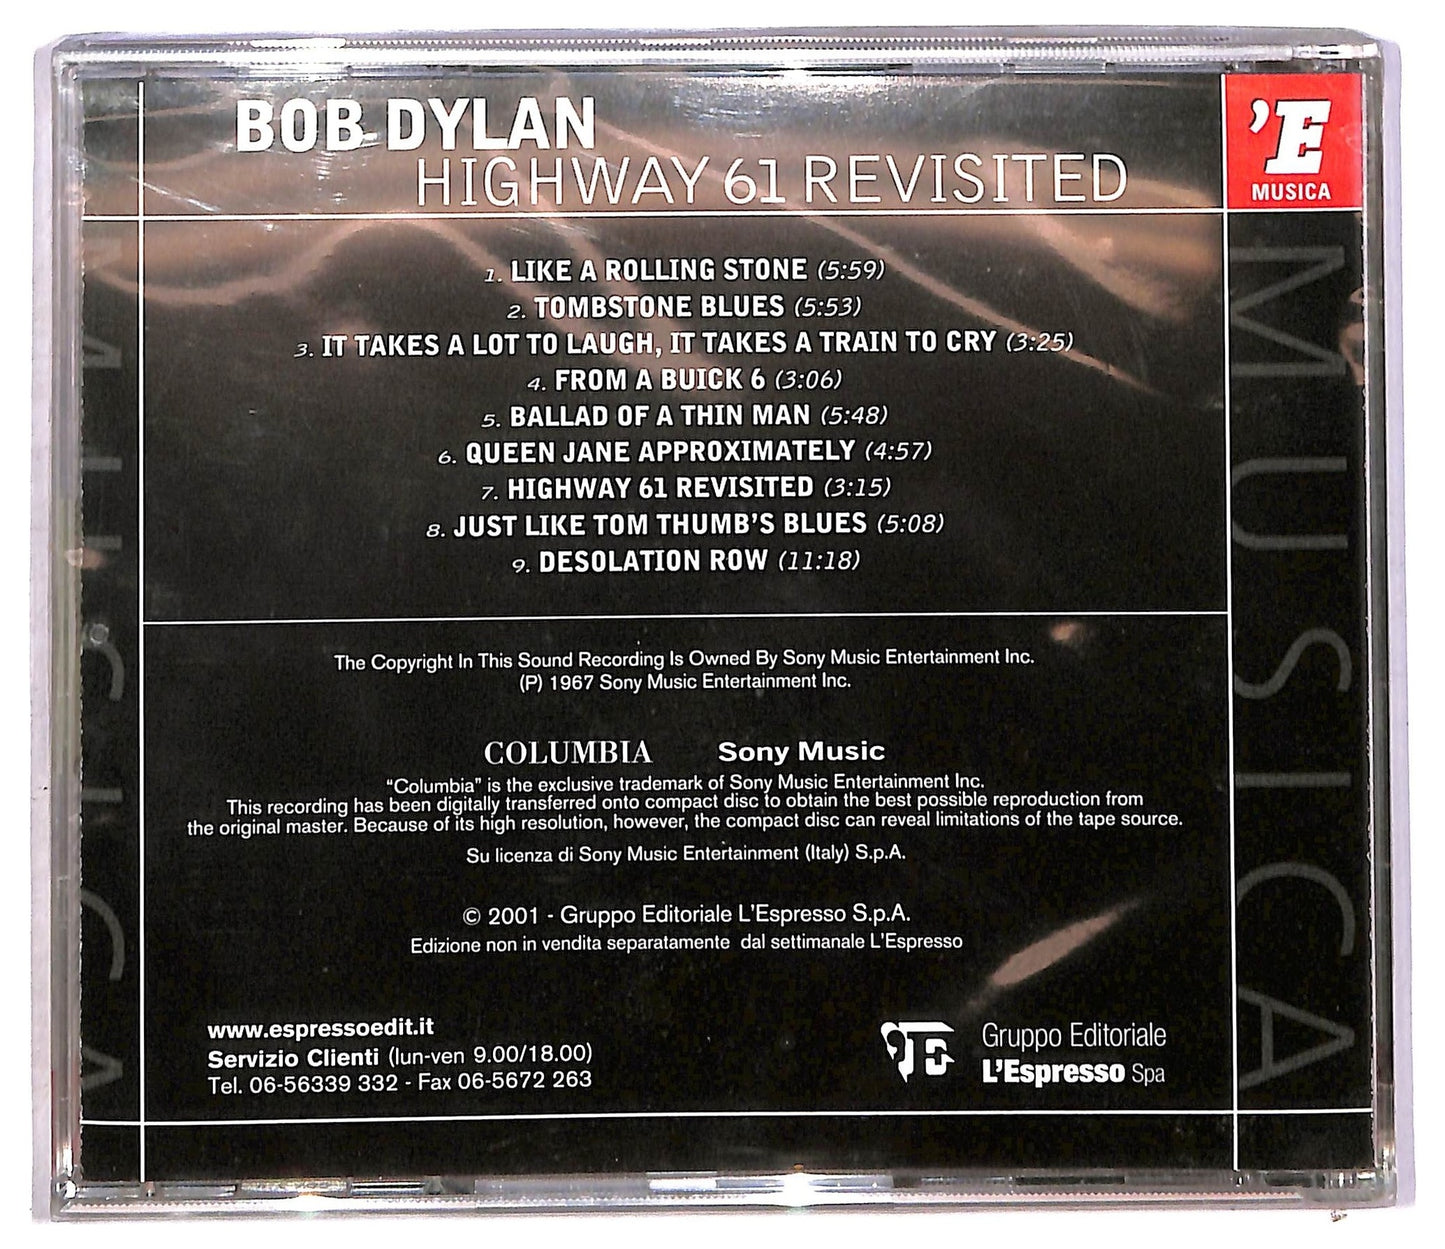 BOB DYLAN
HIGHWAY 61 REVISITED
'E
MUSICA
1. LIKE A ROLLING STONE (5:59)
2. TOMBSTONE BLUES (5:53)
3. IT TAKES A LOT TO LAUGH, IT TAKES A TRAIN TO CRY (3:25)
4. FROM A BUICK 6 (3:06)
5. BALLAD OF A THIN MAN (5:48)
6. QUEEN JANE APPROXIMATELY (4:57)
7. HIGHWAY 61 REVISITED (3:15)
8. JUST LIKE TOM THUMB'S BLUES (5:08)
9. DESOLATION ROW (11:18)
The Copyright In This Sound Recording Is Owned By Sony Music Entertainment Inc.
(P) 1967 Sony Music Entertainment Inc.
COLUMBIA Sony Music
"Columbia" is the exclusive trademark of Sony Music Entertainment Inc.
This recording has been digitally transferred onto compact disc to obtain the best possible reproduction from
the original master. Because of its high resolution, however, the compact disc can reveal limitations of the tape source.
Su licenza di Sony Music Entertainment (Italy) S.p.A.
© 2001 - Gruppo Editoriale L'Espresso S.p.A.
Edizione non in vendita separatamente dal settimanale L'Espresso
www.espressoedit.it
Servizio Clienti (lun-ven 9.00/18.00)
Tel. 06-56339 332 - Fax 06-5672 263
Gruppo Editoriale
L'Espresso Spa
MUSICA
MUSICA